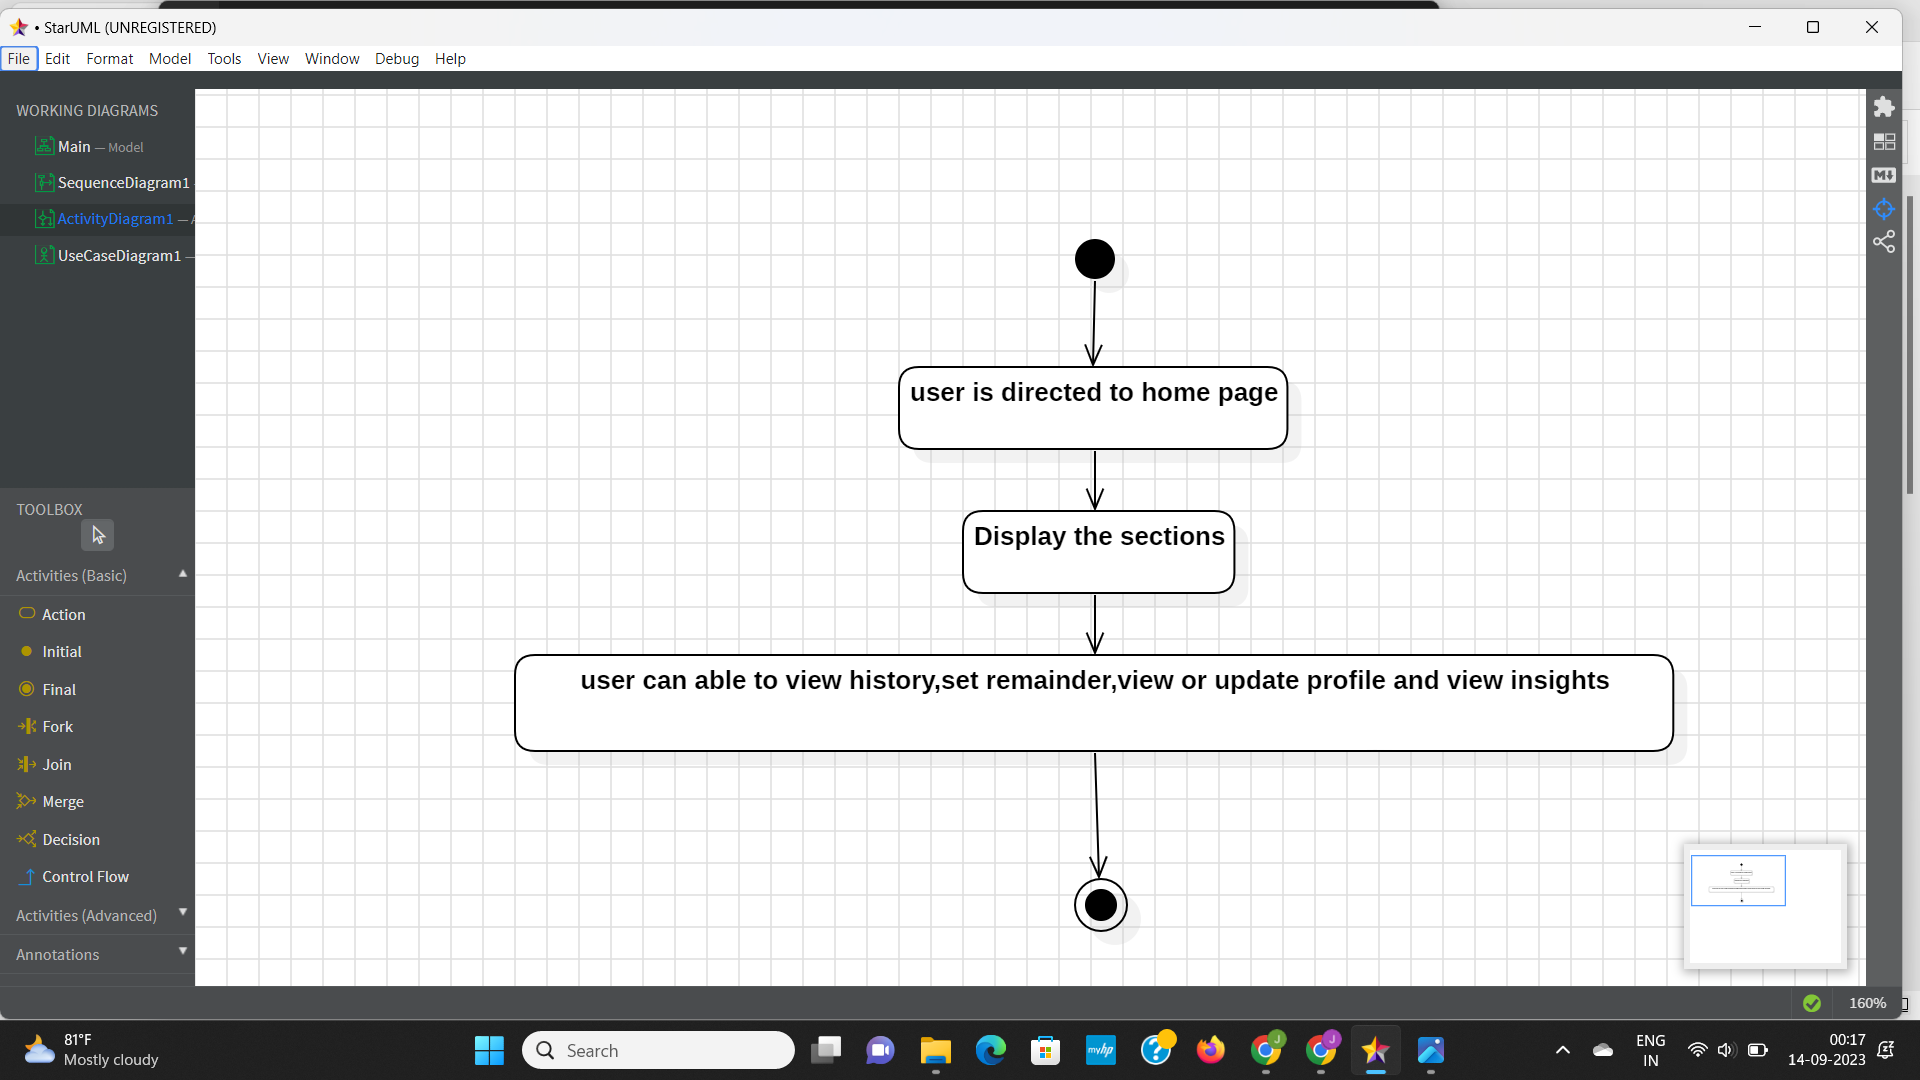 • StarUML (UNREGISTERED)
File Edit Format Model Tools View Window Debug Help
WORKING DIAGRAMS
Main — Model
SequenceDiagram1
ActivityDiagram1 — A
UseCaseDiagram1 —
TOOLBOX
Activities (Basic)
Action
Initial
Final
Fork
Join
Merge
Decision
Control Flow
Activities (Advanced)
Annotations
user is directed to home page
Display the sections
user can able to view history,set remainder,view or update profile and view insights
M
160%
81°F
Mostly cloudy
Search
myhp
J
J
ENG
IN
00:17
14-09-2023